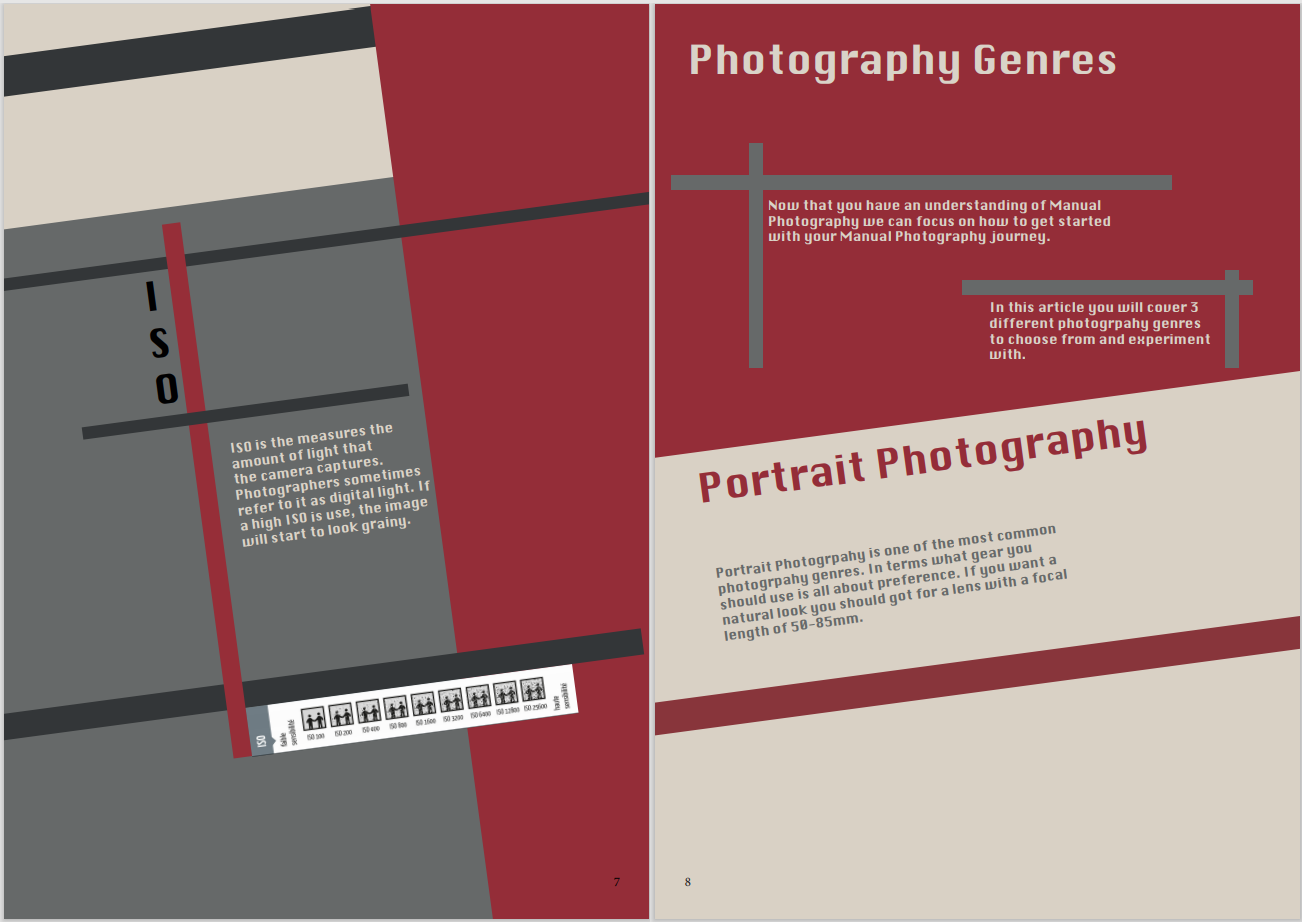 I
S
O
ISO is the measures the
amount of light that
the camera captures.
Photographers sometimes
refer to it as digital light. If
a high ISO is use, the image
will start to look grainy.
ISO
faible
sensibilité
ISO 100 ISO 200 ISO 400 ISO 800 ISO 1600 ISO 3200 ISO 6400 ISO 12800 ISO 25600
haute
sensibilité
7
Photography Genres
Now that you have an understanding of Manual
Photography we can focus on how to get started
with your Manual Photography journey.
In this article you will cover 3
different photogrpahy genres
to choose from and experiment
with.
Portrait Photography
Portrait Photogrpahy is one of the most common
photogrpahy genres. In terms what gear you
should use is all about preference. If you want a
natural look you should got for a lens with a focal
length of 50-85mm.
8